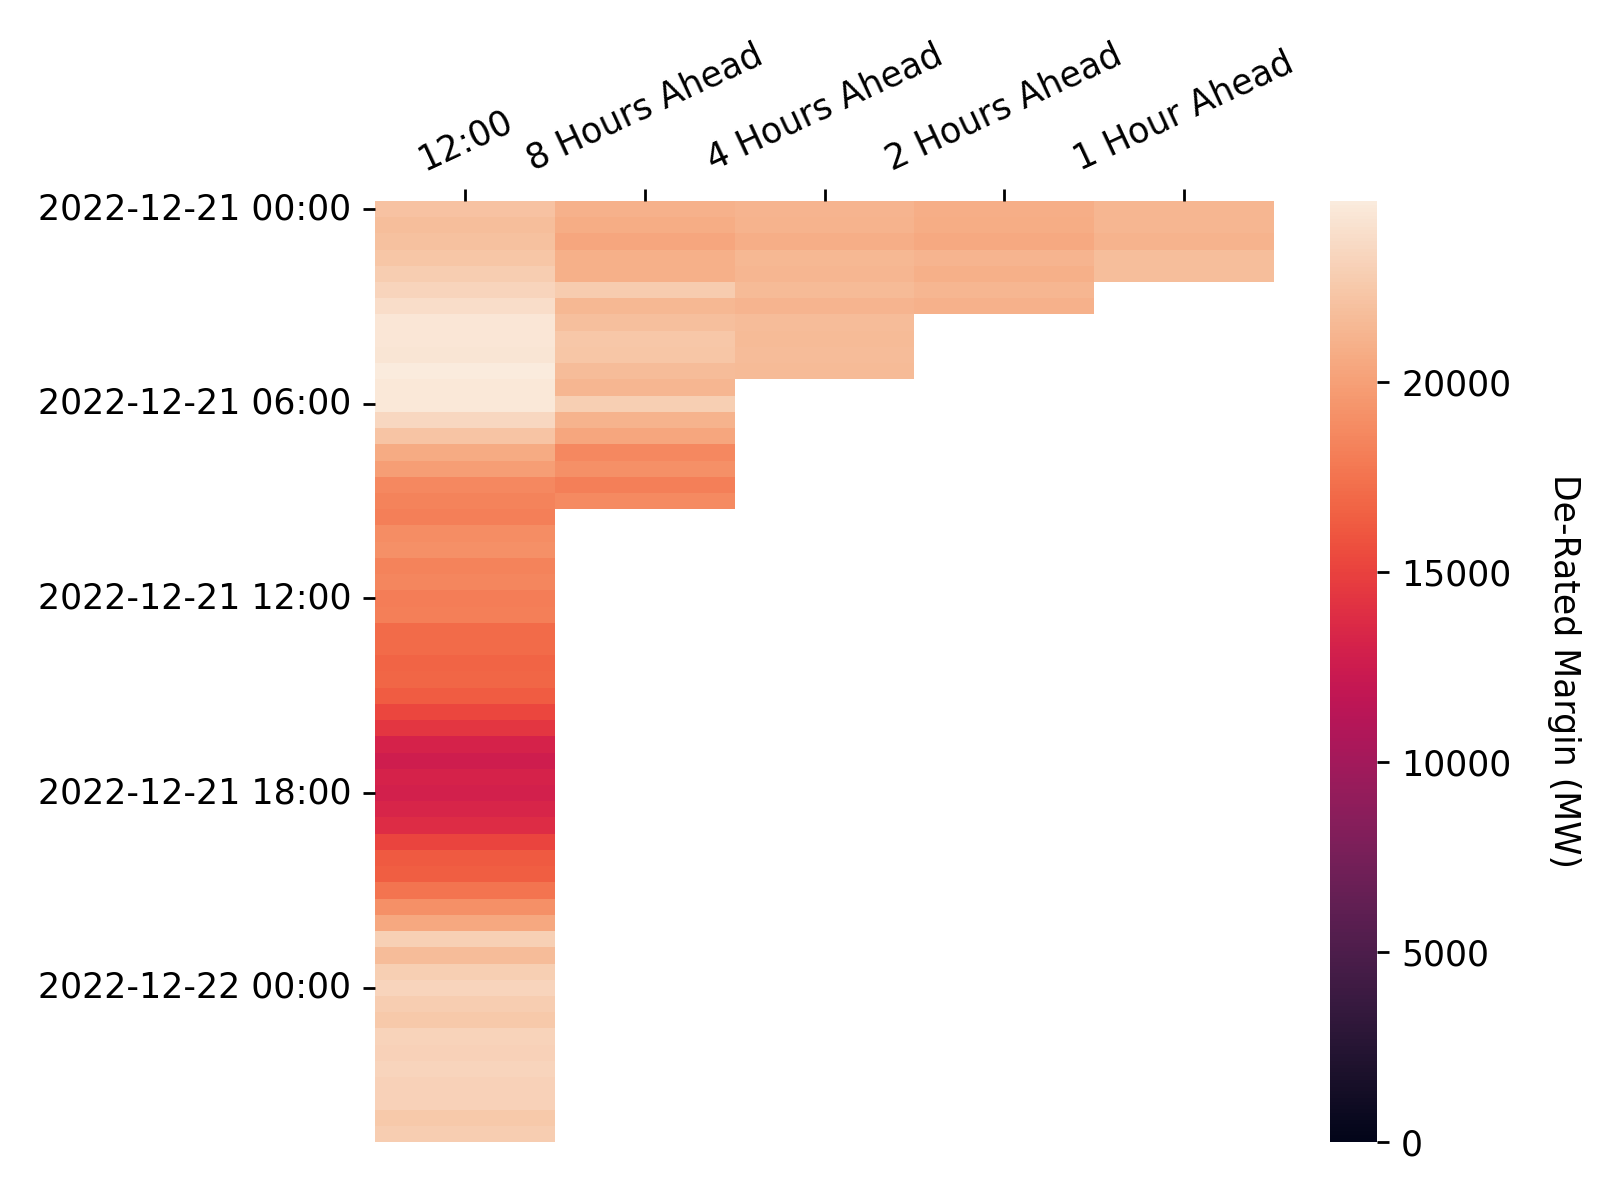 12:00
8 Hours Ahead
4 Hours Ahead
2 Hours Ahead
1 Hour Ahead
2022-12-21 00:00
2022-12-21 06:00
2022-12-21 12:00
2022-12-21 18:00
2022-12-22 00:00
20000
15000
10000
5000
0
De-Rated Margin (MW)